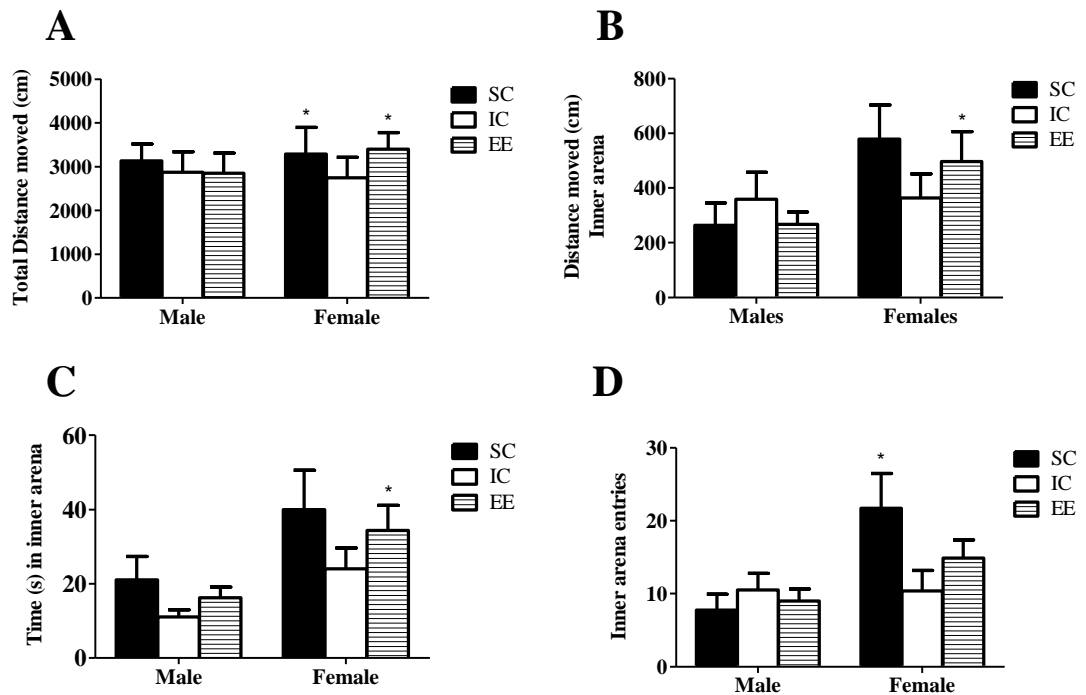 A
Total Distance moved (cm)
5000
4000
3000
2000
1000
0
* *
Male Female
SC
IC
EE
B
Distance moved (cm)
Inner arena
800
600
400
200
0
*
Males Females
SC
IC
EE
C
Time (s) in inner arena
60
40
20
0
*
Male Female
SC
IC
EE
D
Inner arena entries
30
20
10
0
*
Male Female
SC
IC
EE